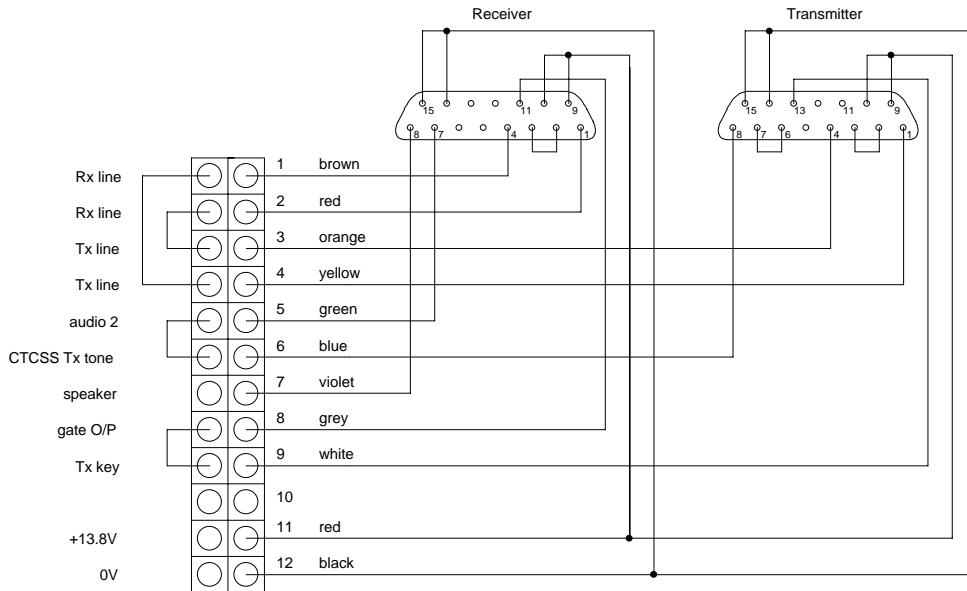 Receiver Transmitter
15 11 9 15 13 11 9
8 7 4 1 8 7 6 4 1
Rx line 1 brown
Rx line 2 red
Tx line 3 orange
Tx line 4 yellow
audio 2 5 green
CTCSS Tx tone 6 blue
speaker 7 violet
gate O/P 8 grey
Tx key 9 white
10
+13.8V 11 red
0V 12 black